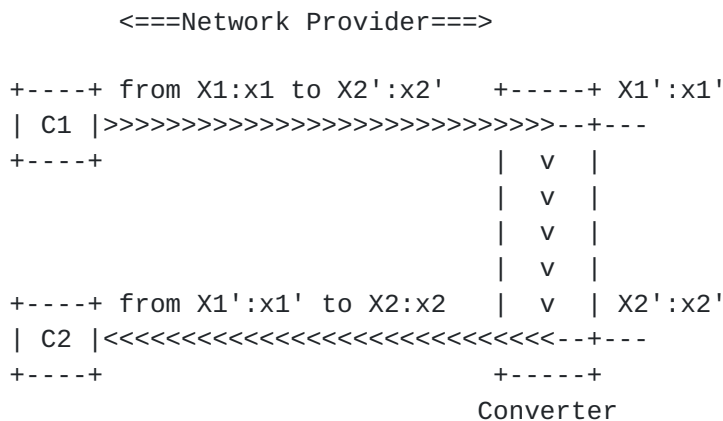 <===Network Provider===>
+----+ from X1:x1 to X2':x2' +-----+ X1':x1'
| C1 |>>>>>>>>>>>>>>>>>>>>>>>>>>>>>--+---
+----+ | v |
| v |
| v |
| v |
+----+ from X1':x1' to X2:x2 | v | X2':x2'
| C2 |<<<<<<<<<<<<<<<<<<<<<<<<<<<<<--+---
+----+ +-----+
Converter